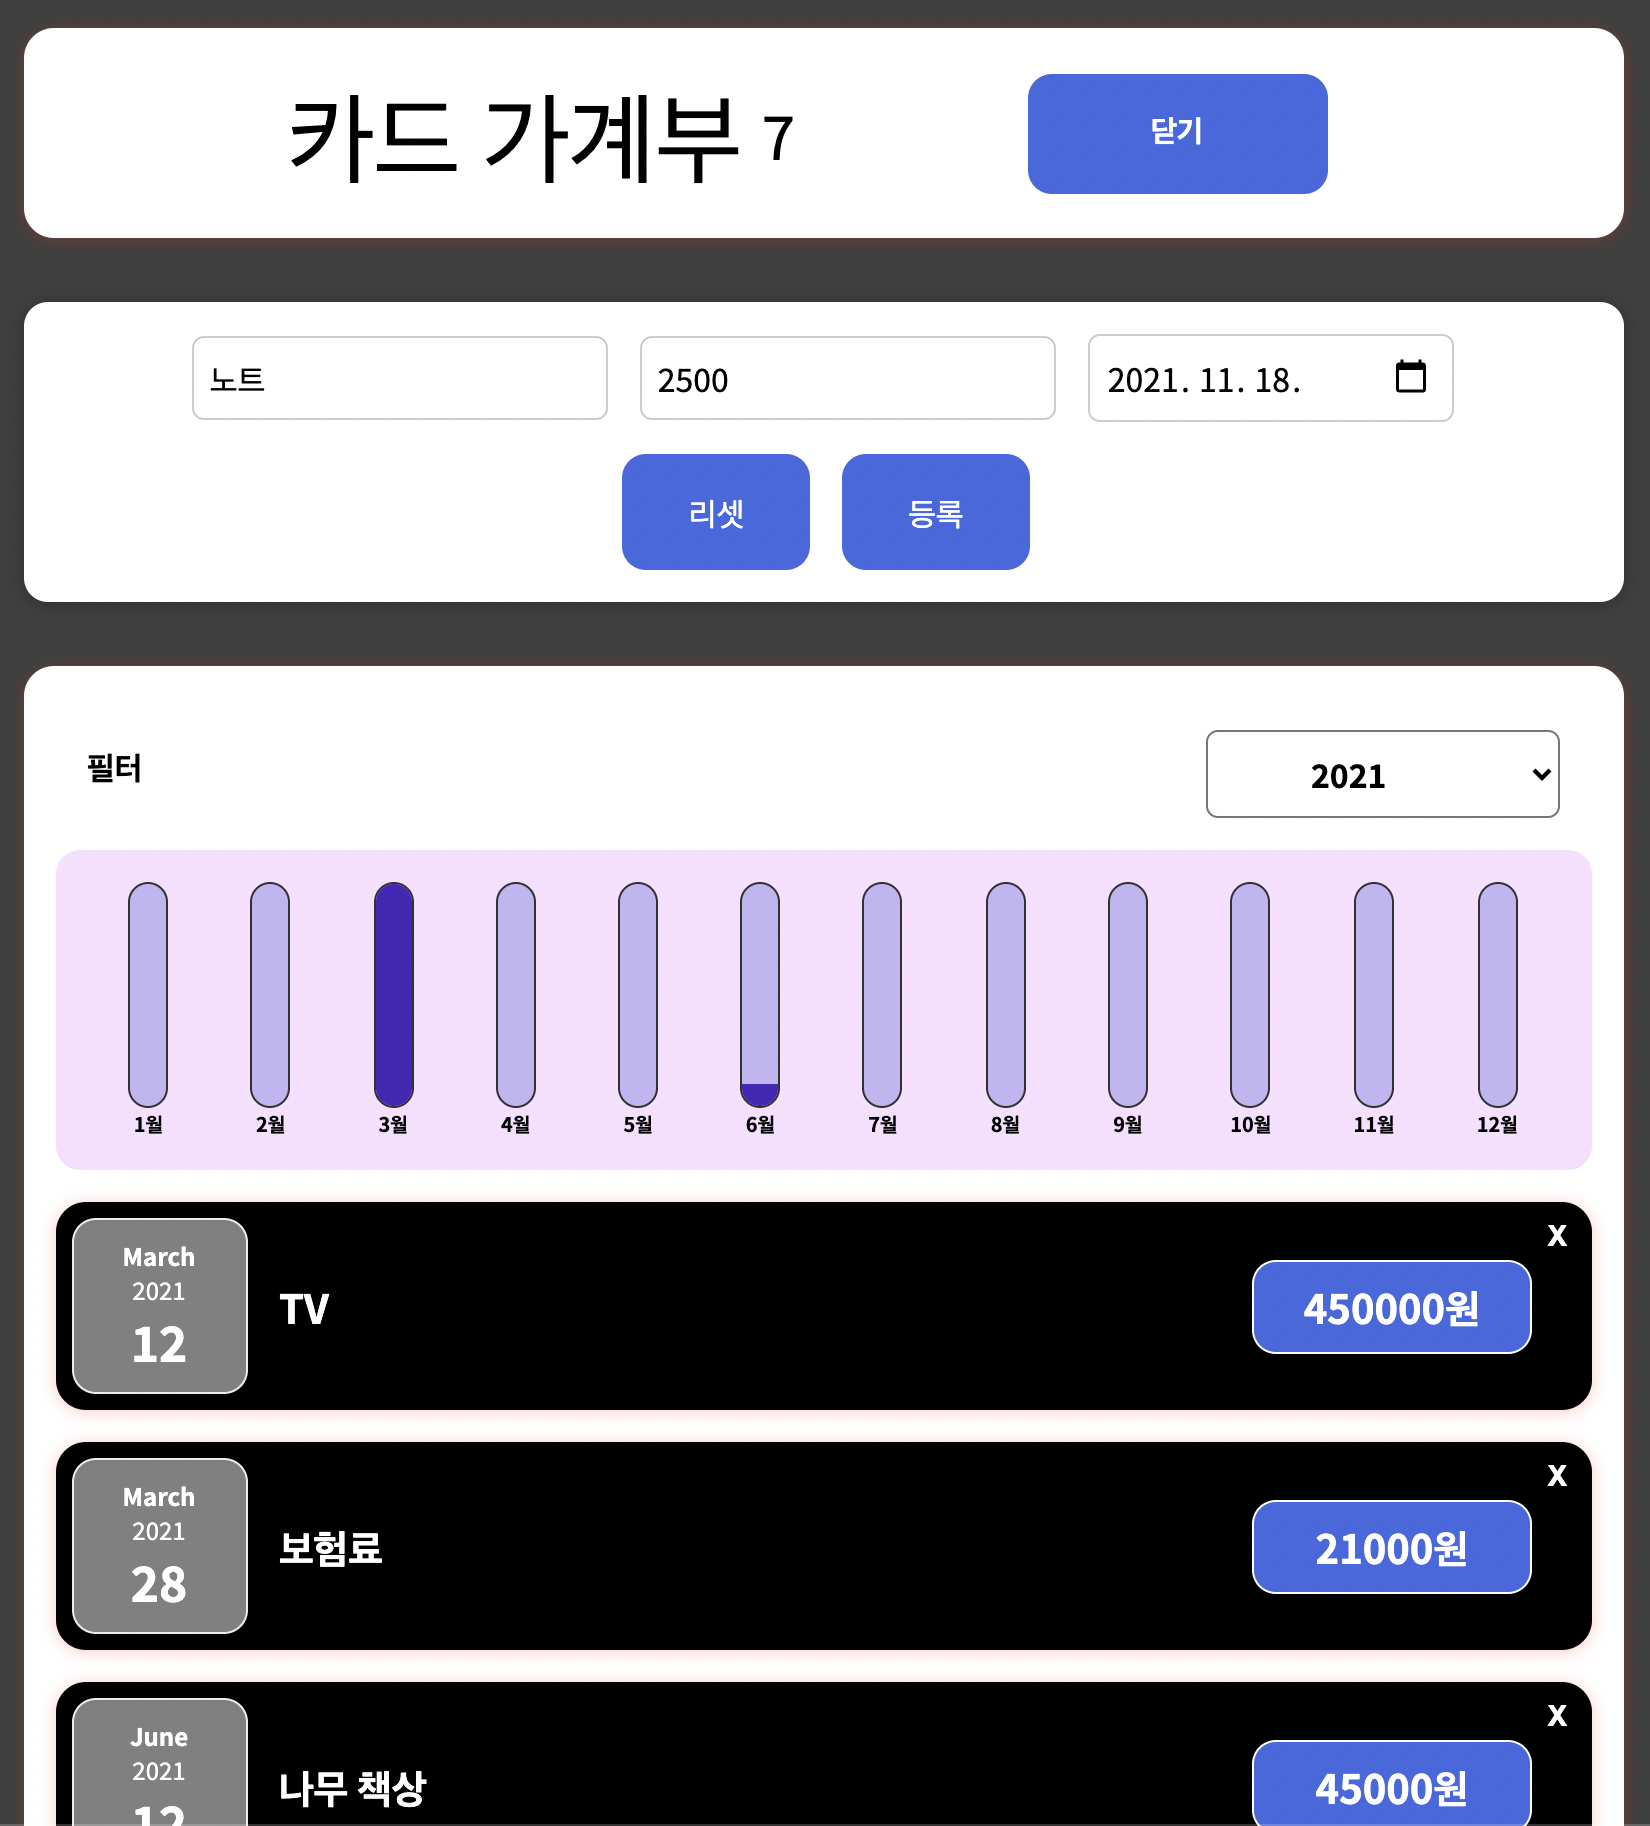 카드 가계부 7
닫기
노트
2500
2021. 11. 18.
리셋
등록
필터
2021
1월 2월 3월 4월 5월 6월 7월 8월 9월 10월 11월 12월
March
2021
12
TV
450000원
X
March
2021
28
보험료
21000원
X
June
2021
12
나무 책상
45000원
X